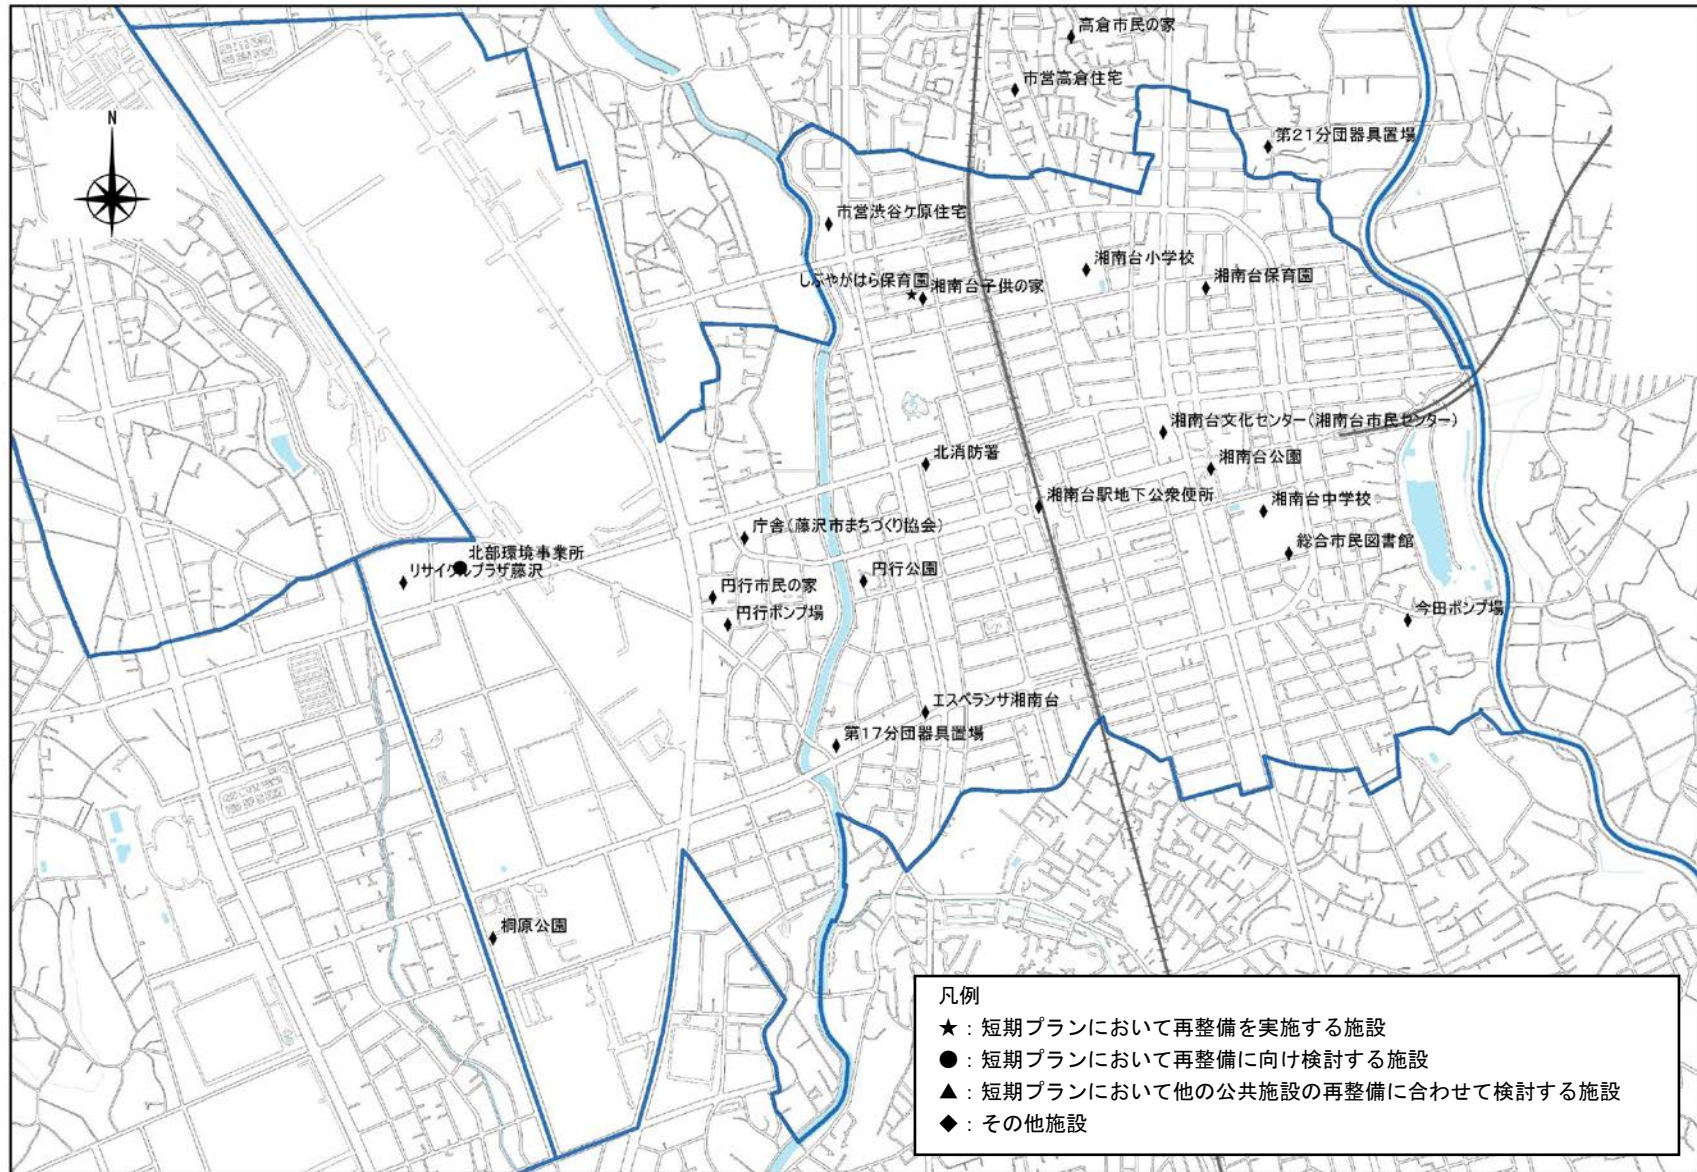 高倉市民の家
市営高倉住宅
N
第21分団器具置場
市営渋谷ケ原住宅
湘南台小学校
しぶやがはら保育園
湘南台子供の家
湘南台保育園
湘南台文化センター(湘南台市民センター)
北消防署
湘南台公園
湘南台駅地下公衆便所
湘南台中学校
庁舎(藤沢市まちづくり協会)
総合市民図書館
北部環境事業所
リサイクルプラザ藤沢
円行公園
円行市民の家
円行ポンプ場
今田ポンプ場
エスペランサ湘南台
第17分団器具置場
桐原公園
凡例
★：短期プランにおいて再整備を実施する施設
●：短期プランにおいて再整備に向け検討する施設
▲：短期プランにおいて他の公共施設の再整備に合わせて検討する施設
◆：その他施設